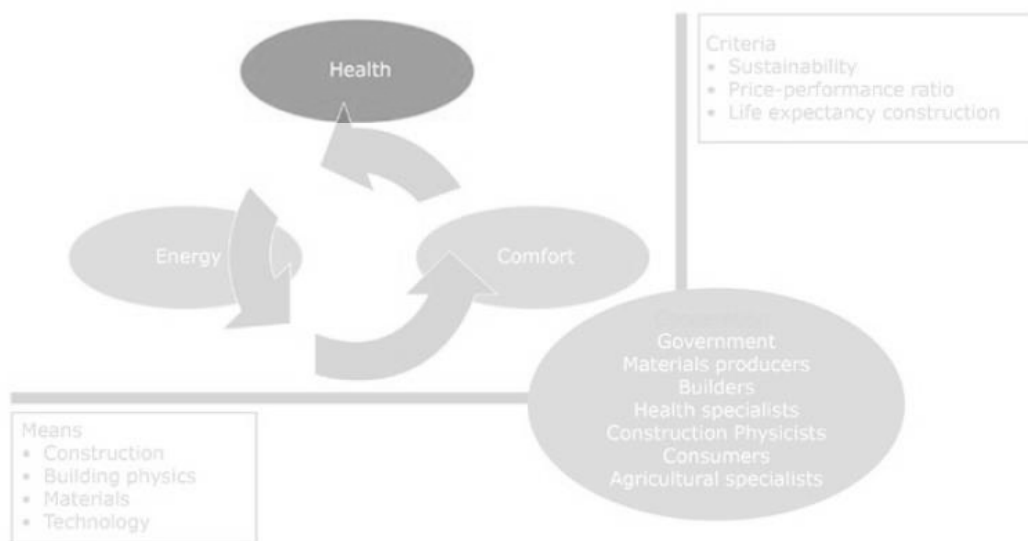 Health
Energy
Comfort
Criteria
• Sustainability
• Price-performance ratio
• Life expectancy construction
Government
Materials producers
Builders
Health specialists
Construction Physicists
Consumers
Agricultural specialists
Means
• Construction
• Building physics
• Materials
• Technology